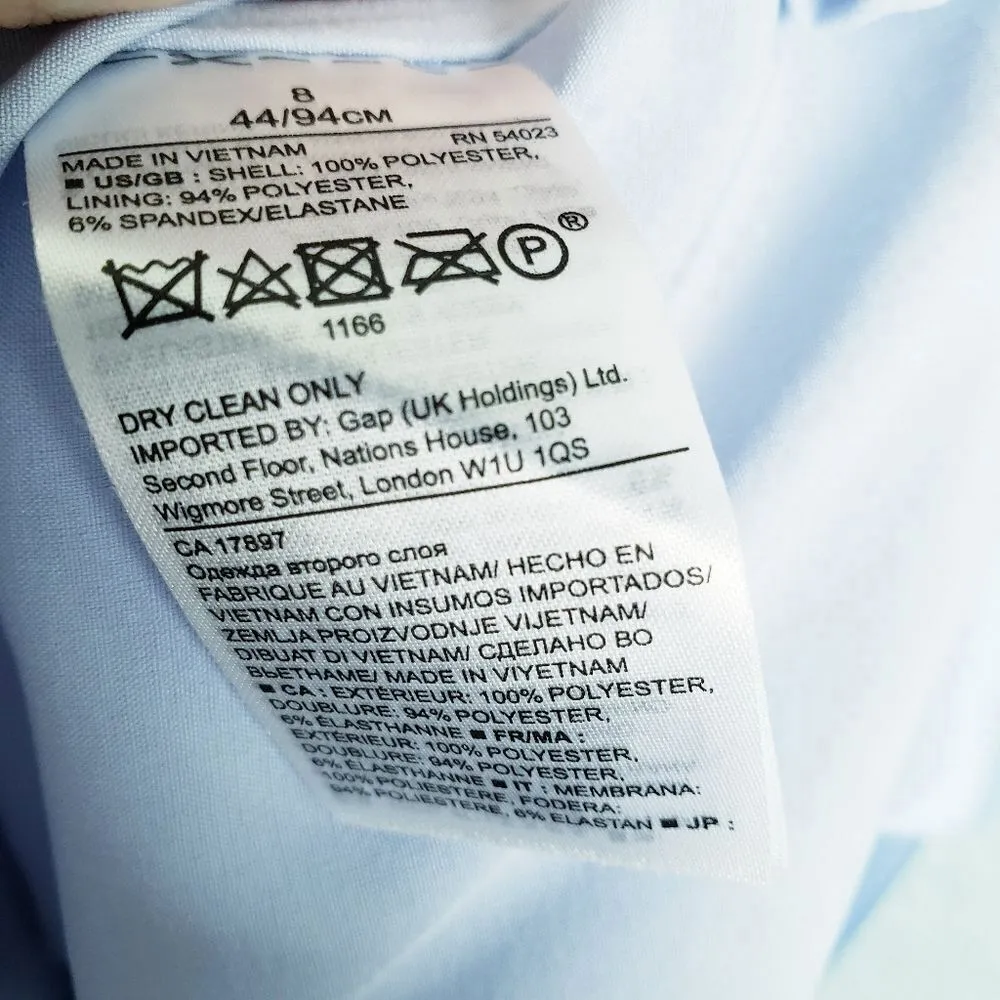 8
44/94CM
RN 54023
MADE IN VIETNAM
■ US/GB : SHELL: 100% POLYESTER,
LINING: 94% POLYESTER,
6% SPANDEX/ELASTANE
P ®
1166
DRY CLEAN ONLY
IMPORTED BY: Gap (UK Holdings) Ltd.
Second Floor, Nations House, 103
Wigmore Street, London W1U 1QS
CA 17897
Одежда второго слоя
FABRIQUE AU VIETNAM/ HECHO EN
VIETNAM CON INSUMOS IMPORTADOS/
ZEMLJA PROIZVODNJE VIJETNAM/
DIBUAT DI VIETNAM/ СДЕЛАНО ВО
ВЬЕТНАМЕ/ MADE IN VIYETNAM
■ CA : EXTÉRIEUR: 100% POLYESTER,
DOUBLURE: 94% POLYESTER,
6% ÉLASTHANNE ■ FR/MA :
EXTÉRIEUR: 100% POLYESTER,
DOUBLURE: 94% POLYESTER,
6% ÉLASTHANNE ■ IT : MEMBRANA:
100% POLIESTERE, FODERA:
94% POLIESTERE, 6% ELASTAN ■ JP :